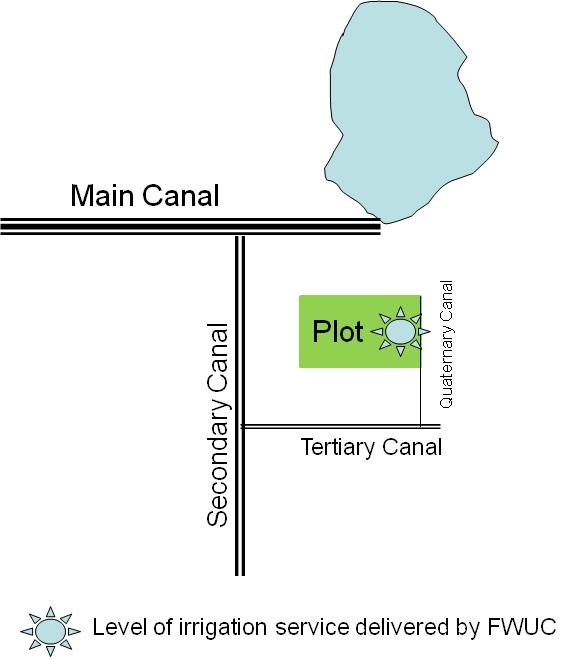 Main Canal
Secondary Canal
Plot
Quaternary Canal
Tertiary Canal
Level of irrigation service delivered by FWUC